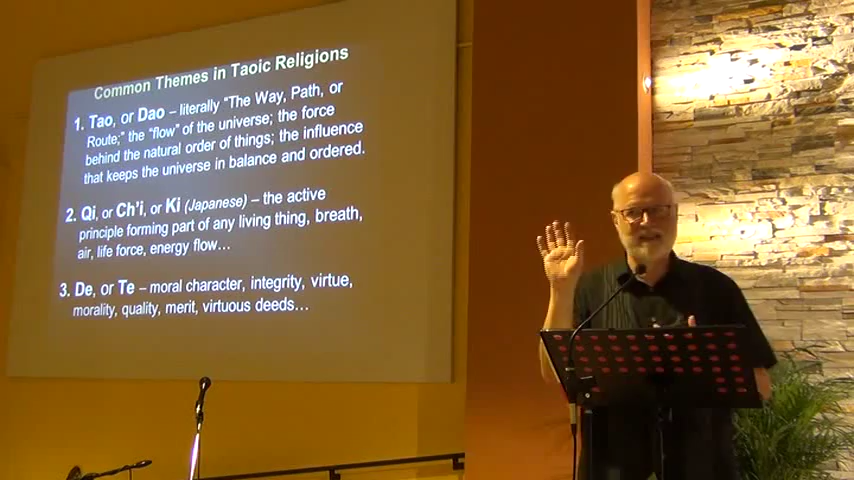 Common Themes in Taoic Religions
1. Tao, or Dao – literally "The Way, Path, or
Route;" the "flow" of the universe; the force
behind the natural order of things; the influence
that keeps the universe in balance and ordered.
2. Qi, or Ch'i, or Ki (Japanese) – the active
principle forming part of any living thing, breath,
air, life force, energy flow…
3. De, or Te – moral character, integrity, virtue,
morality, quality, merit, virtuous deeds…